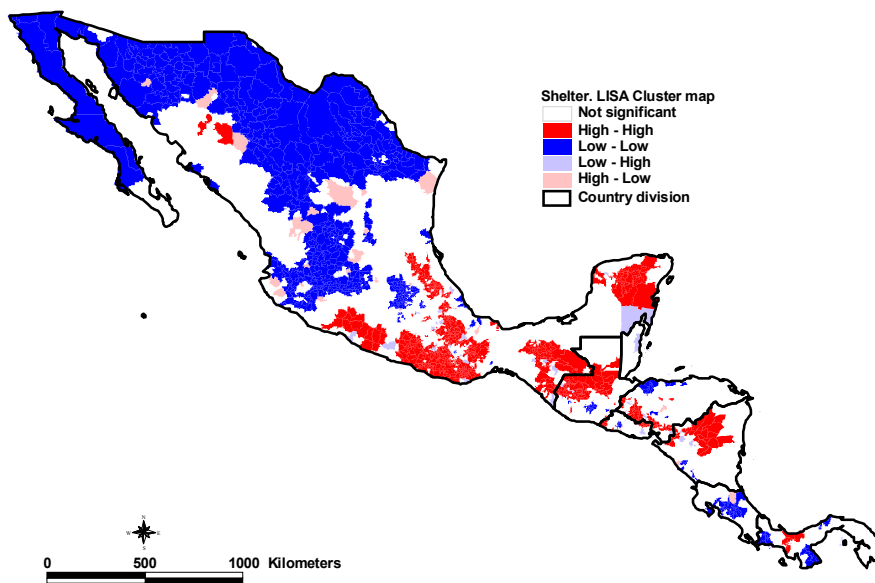 Shelter. LISA Cluster map
Not significant
High - High
Low - Low
Low - High
High - Low
Country division
N
W E
S
0 500 1000 Kilometers